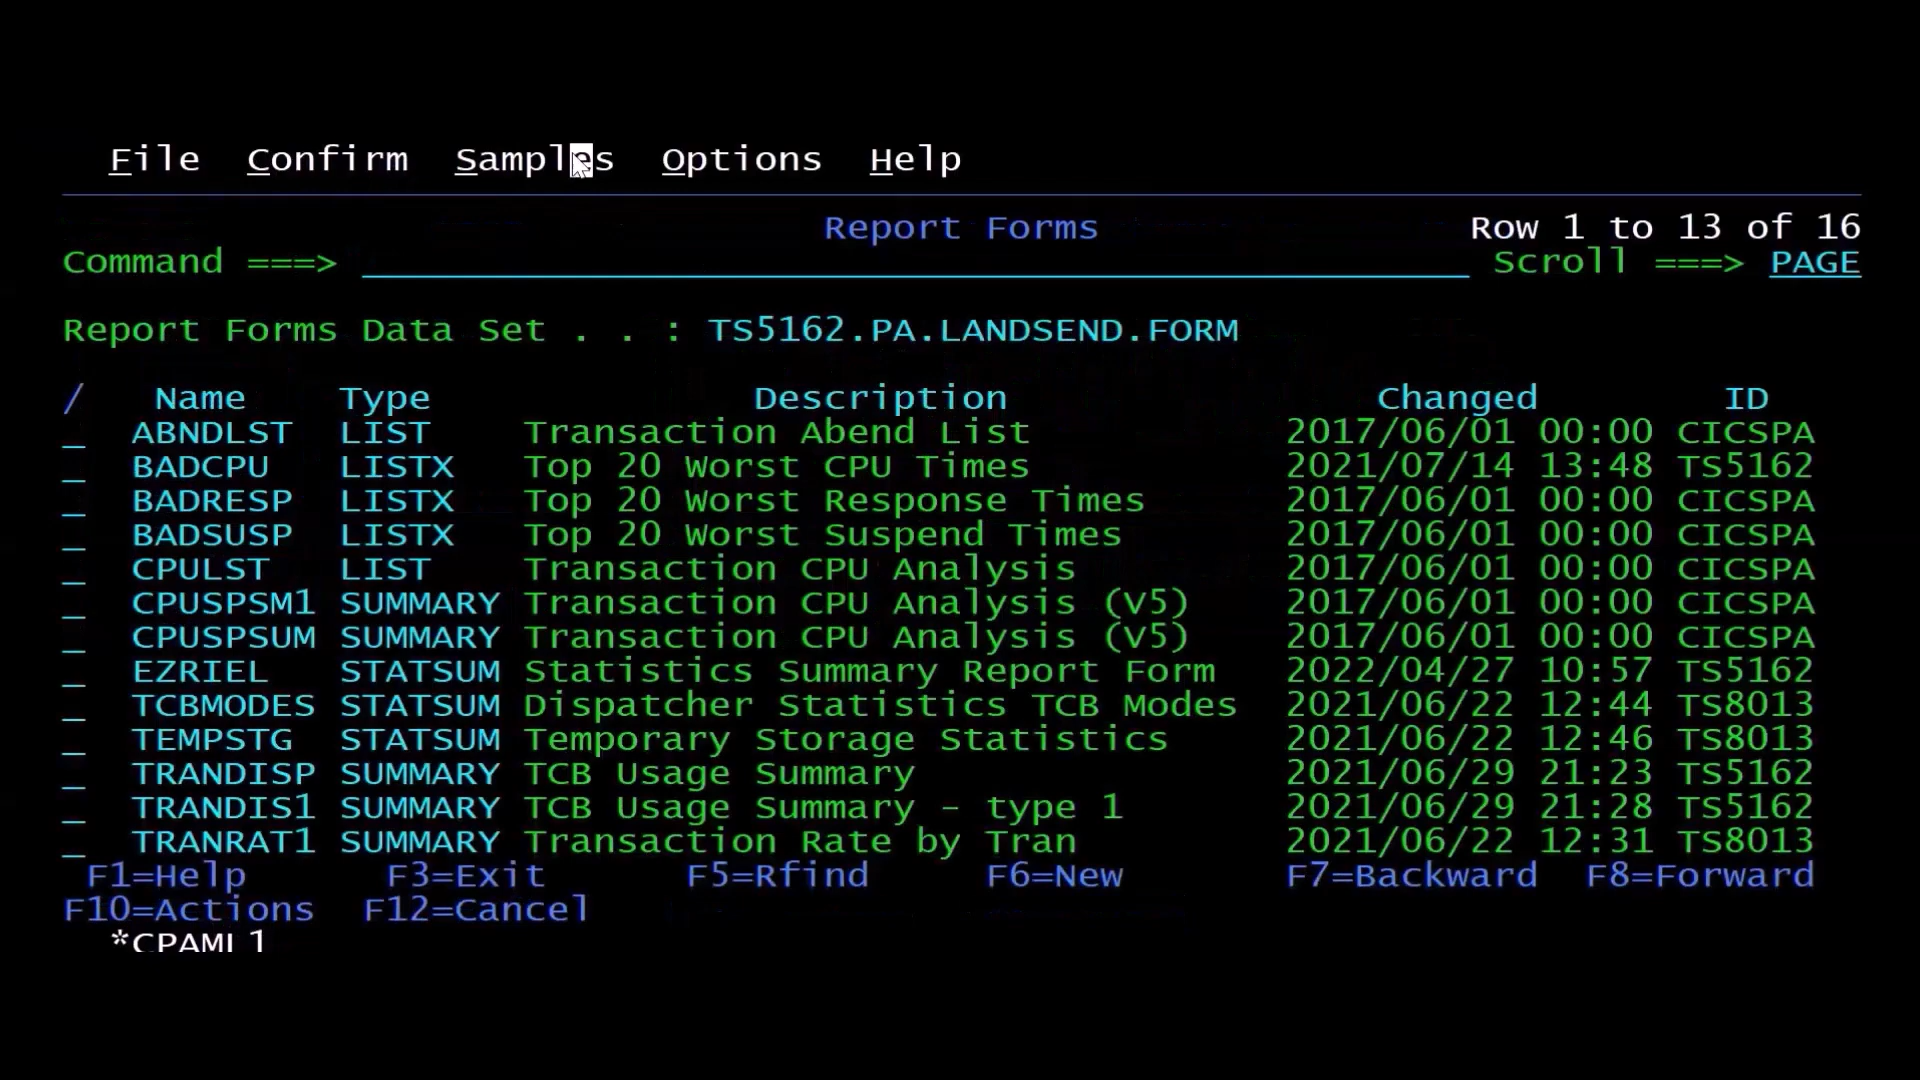 File Confirm Samples Options Help
Report Forms Row 1 to 13 of 16
Command ===> Scroll ===> PAGE
Report Forms Data Set . . : TS5162.PA.LANDSEND.FORM
/ Name Type Description Changed ID
_ ABNDLST LIST Transaction Abend List 2017/06/01 00:00 CICSPA
_ BADCPU LISTX Top 20 Worst CPU Times 2021/07/14 13:48 TS5162
_ BADRESP LISTX Top 20 Worst Response Times 2017/06/01 00:00 CICSPA
_ BADSUSP LISTX Top 20 Worst Suspend Times 2017/06/01 00:00 CICSPA
_ CPULST LIST Transaction CPU Analysis 2017/06/01 00:00 CICSPA
_ CPUSPSM1 SUMMARY Transaction CPU Analysis (V5) 2017/06/01 00:00 CICSPA
_ CPUSPSUM SUMMARY Transaction CPU Analysis (V5) 2017/06/01 00:00 CICSPA
_ EZRIEL STATSUM Statistics Summary Report Form 2022/04/27 10:57 TS5162
_ TCBMODES STATSUM Dispatcher Statistics TCB Modes 2021/06/22 12:44 TS8013
_ TEMPSTG STATSUM Temporary Storage Statistics 2021/06/22 12:46 TS8013
_ TRANDISP SUMMARY TCB Usage Summary 2021/06/29 21:23 TS5162
_ TRANDIS1 SUMMARY TCB Usage Summary - type 1 2021/06/29 21:28 TS5162
_ TRANRAT1 SUMMARY Transaction Rate by Tran 2021/06/22 12:31 TS8013
F1=Help F3=Exit F5=Rfind F6=New F7=Backward F8=Forward
F10=Actions F12=Cancel
*CPAML1